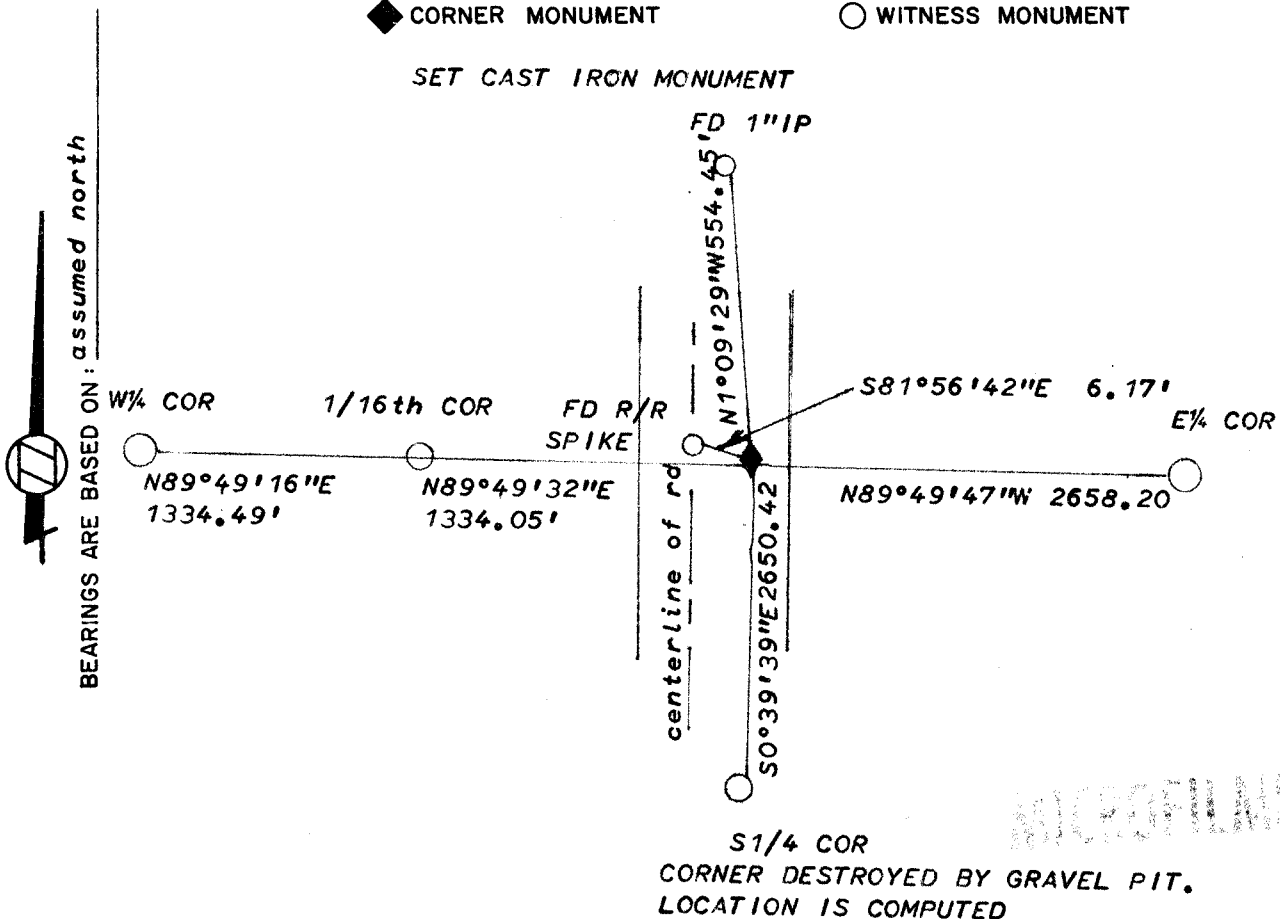 CORNER MONUMENT
WITNESS MONUMENT
SET CAST IRON MONUMENT
FD 1"IP
BEARINGS ARE BASED ON: assumed north
N1°09'29"W554.45'
S81°56'42"E 6.17'
W¼ COR
1/16th COR
FD R/R
SPIKE
E¼ COR
N89°49'16"E
1334.49'
N89°49'32"E
1334.05'
N89°49'47"W 2658.20
centerline of rd
S0°39'39"E2650.42
MICROFILM
S1/4 COR
CORNER DESTROYED BY GRAVEL PIT.
LOCATION IS COMPUTED